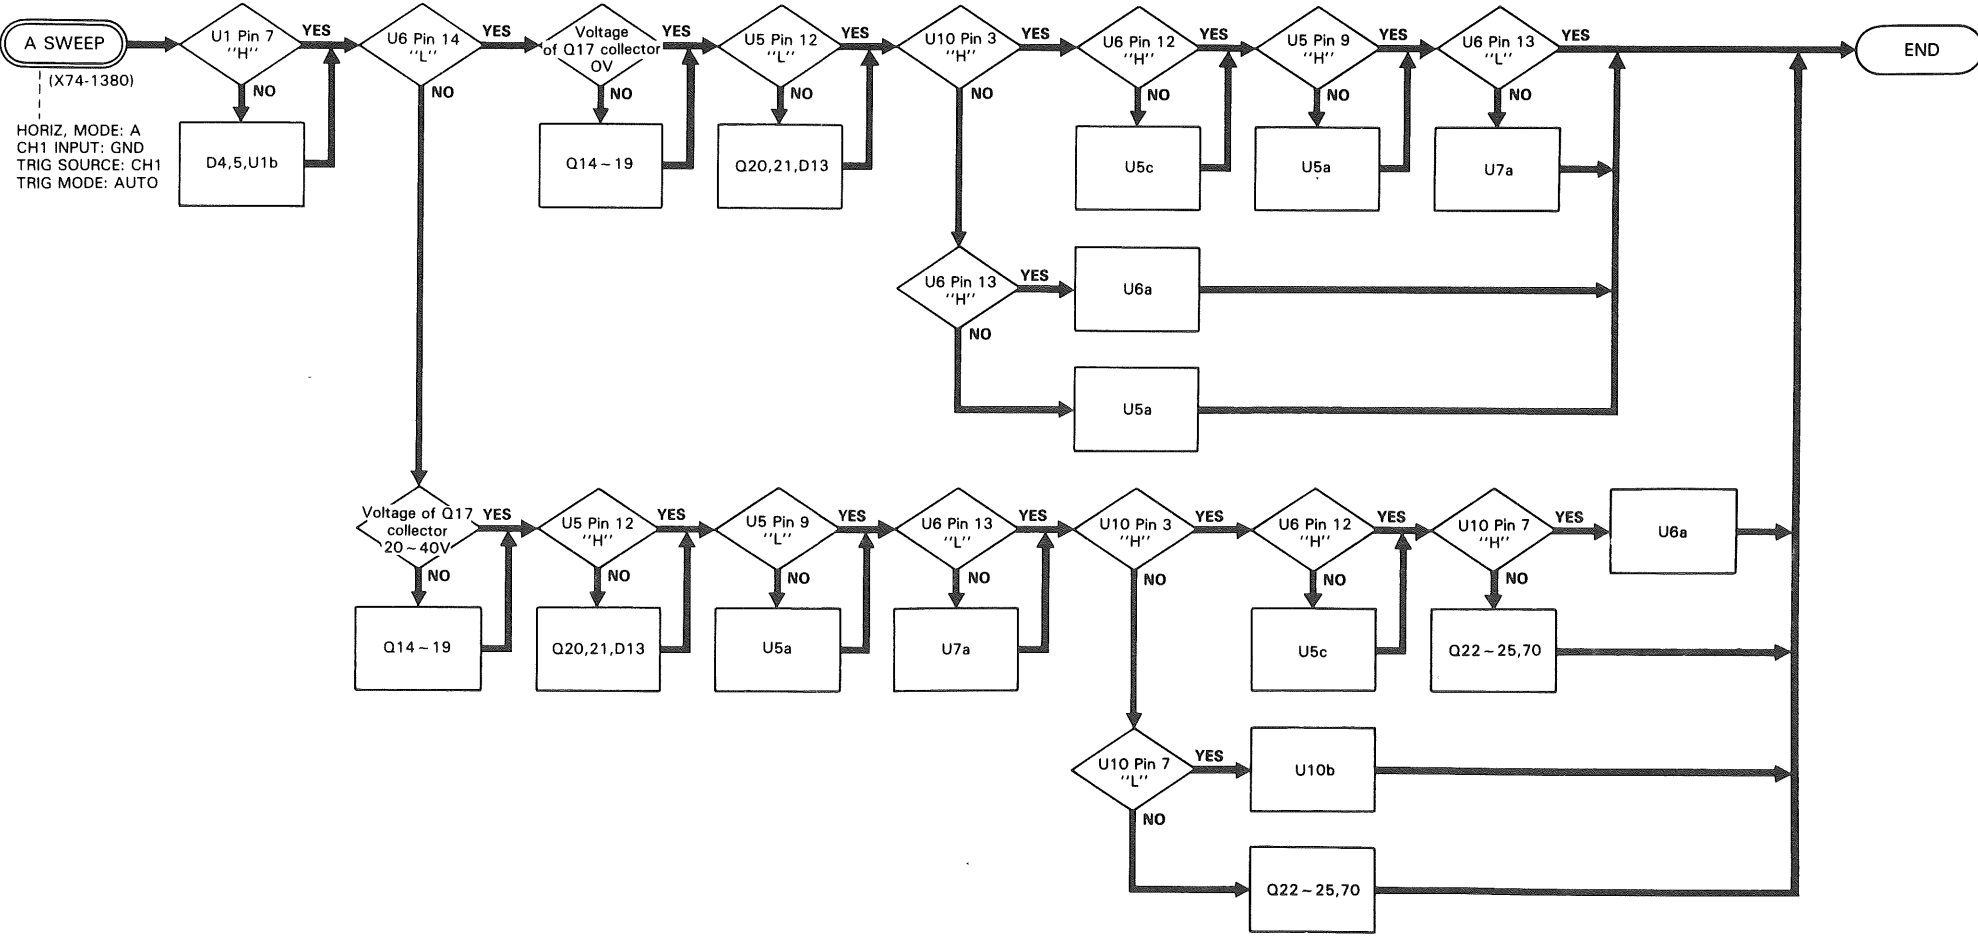 A SWEEP
(X74-1380)
HORIZ, MODE: A
CH1 INPUT: GND
TRIG SOURCE: CH1
TRIG MODE: AUTO
U1 Pin 7
"H"
YES
NO
D4,5,U1b
U6 Pin 14
"L"
YES
NO
Voltage
of Q17 collector
OV
YES
NO
Q14~19
U5 Pin 12
"L"
YES
NO
Q20,21,D13
U10 Pin 3
"H"
YES
NO
U6 Pin 12
"H"
YES
NO
U5c
U5 Pin 9
"H"
YES
NO
U5a
U6 Pin 13
"L"
YES
NO
U7a
END
U6 Pin 13
"H"
YES
NO
U6a
U5a
Voltage of Q17
collector
20~40V
YES
NO
Q14~19
U5 Pin 12
"H"
YES
NO
Q20,21,D13
U5 Pin 9
"L"
YES
NO
U5a
U6 Pin 13
"L"
YES
NO
U7a
U10 Pin 3
"H"
YES
NO
U6 Pin 12
"H"
YES
NO
U5c
U10 Pin 7
"H"
YES
NO
Q22~25,70
U6a
U10 Pin 7
"L"
YES
NO
U10b
Q22~25,70